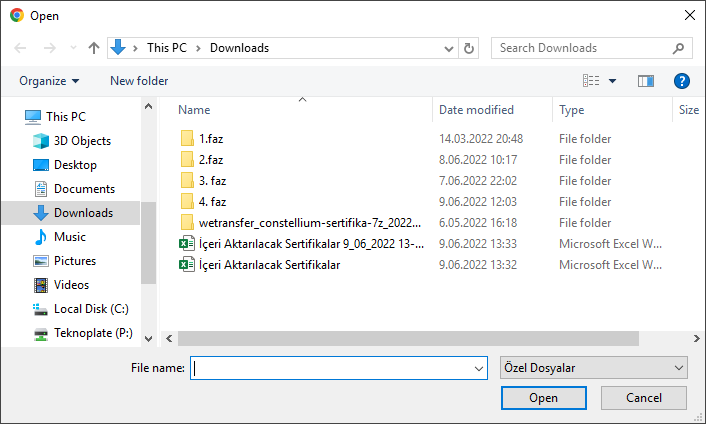 Open
This PC Downloads Search Downloads
Organize New folder ?
Name Date modified Type Size
This PC
3D Objects
Desktop
Documents
Downloads
Music
Pictures
Videos
Local Disk (C:)
Teknoplate (P:)
1.faz 14.03.2022 20:48 File folder
2.faz 8.06.2022 10:17 File folder
3. faz 7.06.2022 22:02 File folder
4. faz 9.06.2022 12:03 File folder
wetransfer_constellium-sertifika-7z_2022... 6.05.2022 16:18 File folder
İçeri Aktarılacak Sertifikalar 9_06_2022 13-... 9.06.2022 13:33 Microsoft Excel W...
İçeri Aktarılacak Sertifikalar 9.06.2022 13:32 Microsoft Excel W...
File name: Özel Dosyalar
Open Cancel